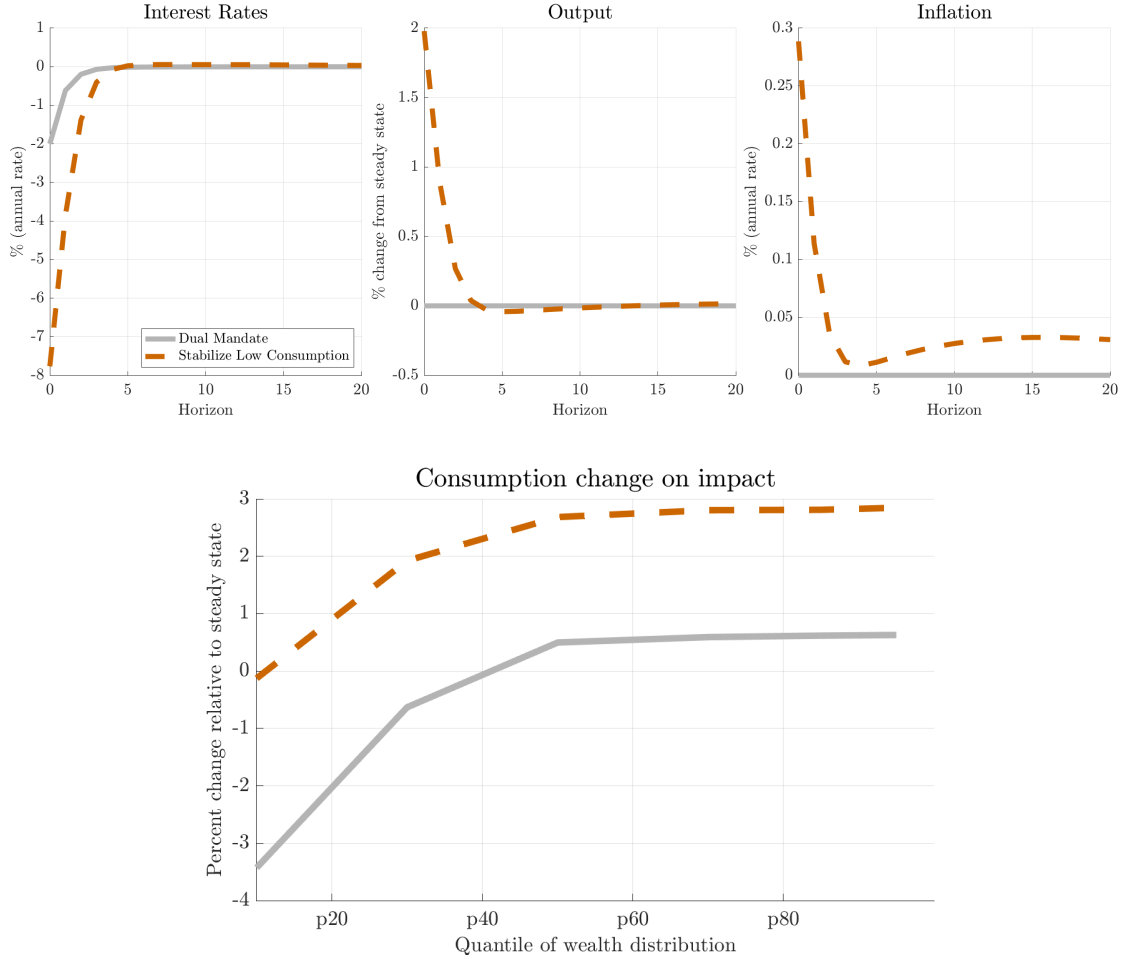 Interest Rates
1
0
-1
-2
-3
-4
-5
-6
-7
-8
% (annual rate)
0
5
10
15
20
Horizon
Dual Mandate
Stabilize Low Consumption
Output
2
1.5
1
0.5
0
-0.5
% change from steady state
0
5
10
15
20
Horizon
Inflation
0.3
0.25
0.2
0.15
0.1
0.05
0
% (annual rate)
0
5
10
15
20
Horizon
Consumption change on impact
3
2
1
0
-1
-2
-3
-4
Percent change relative to steady state
p20
p40
p60
p80
Quantile of wealth distribution